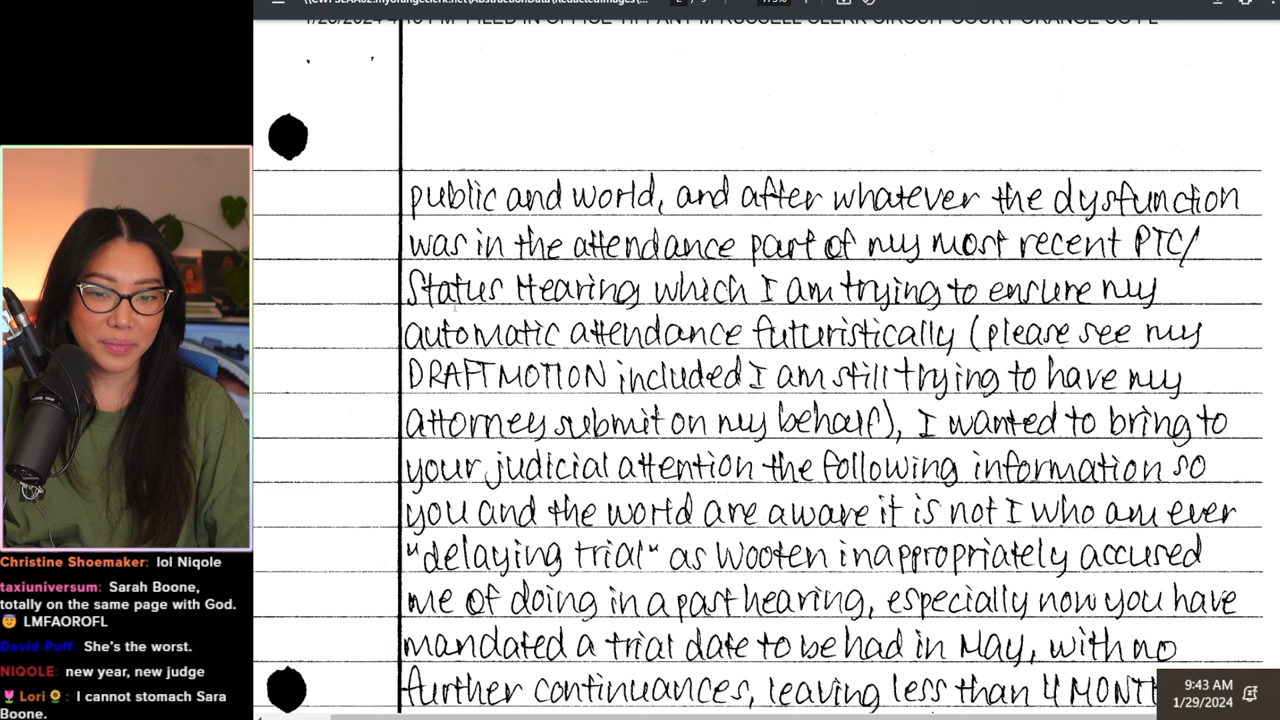 public and world, and after whatever the dysfunction
was in the attendance part of my most recent PTC/
Status Hearing which I am trying to ensure my
automatic attendance futuristically (please see my
DRAFT MOTION included I am still trying to have my
attorney submit on my behalf), I wanted to bring to
your judicial attention the following information so
you and the world are aware it is not I who am ever
"delaying trial" as Wooten inappropriately accused
me of doing in a past hearing, especially now you have
mandated a trial date to be had in May, with no
further continuances, leaving less than 4 MONT
Christine Shoemaker: lol Niqole
taxiuniversum: Sarah Boone,
totally on the same page with God.
LMFAOROFL
David Puff: She's the worst.
NIQOLE: new year, new judge
Lori: I cannot stomach Sara
Boone.
9:43 AM
1/29/2024